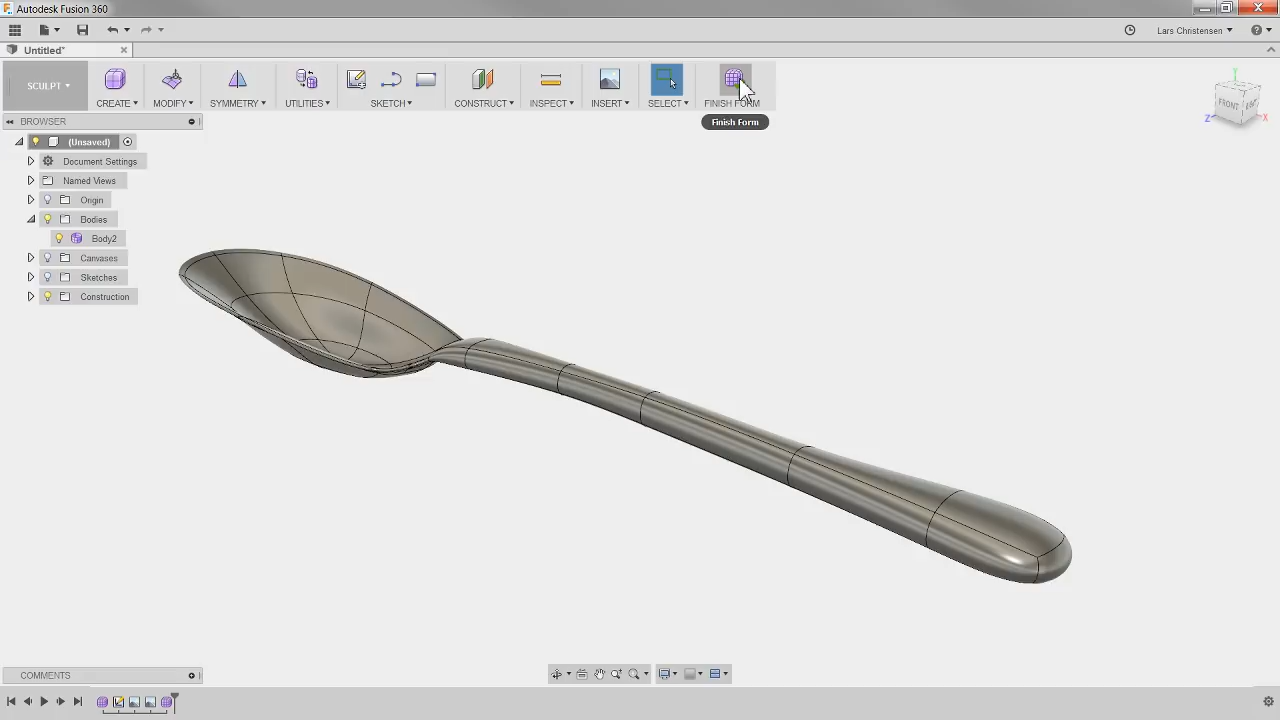 Autodesk Fusion 360
Lars Christensen
Untitled*
SCULPT
CREATE
MODIFY
SYMMETRY
UTILITIES
SKETCH
CONSTRUCT
INSPECT
INSERT
SELECT
FINISH FORM
Finish Form
BROWSER
(Unsaved)
Document Settings
Named Views
Origin
Bodies
Body2
Canvases
Sketches
Construction
Y
FRONT
Z
X
COMMENTS